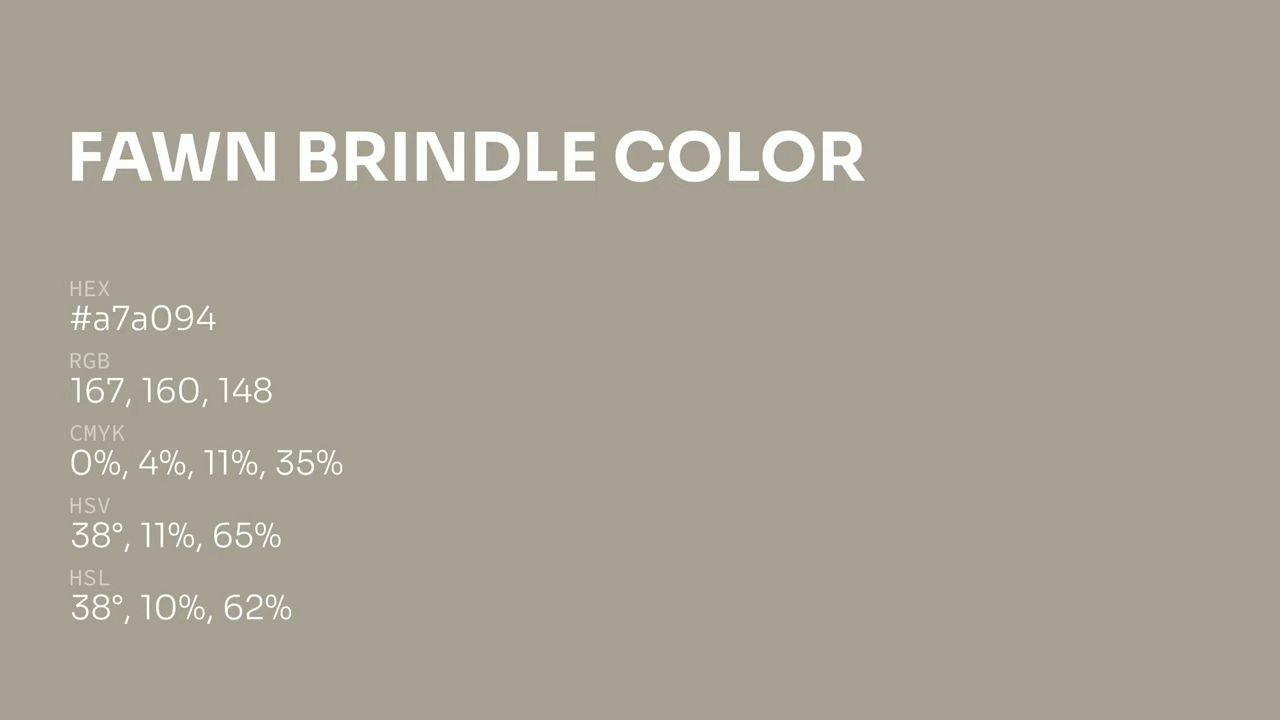 FAWN BRINDLE COLOR
HEX
#a7a094
RGB
167, 160, 148
CMYK
0%, 4%, 11%, 35%
HSV
38°, 11%, 65%
HSL
38°, 10%, 62%